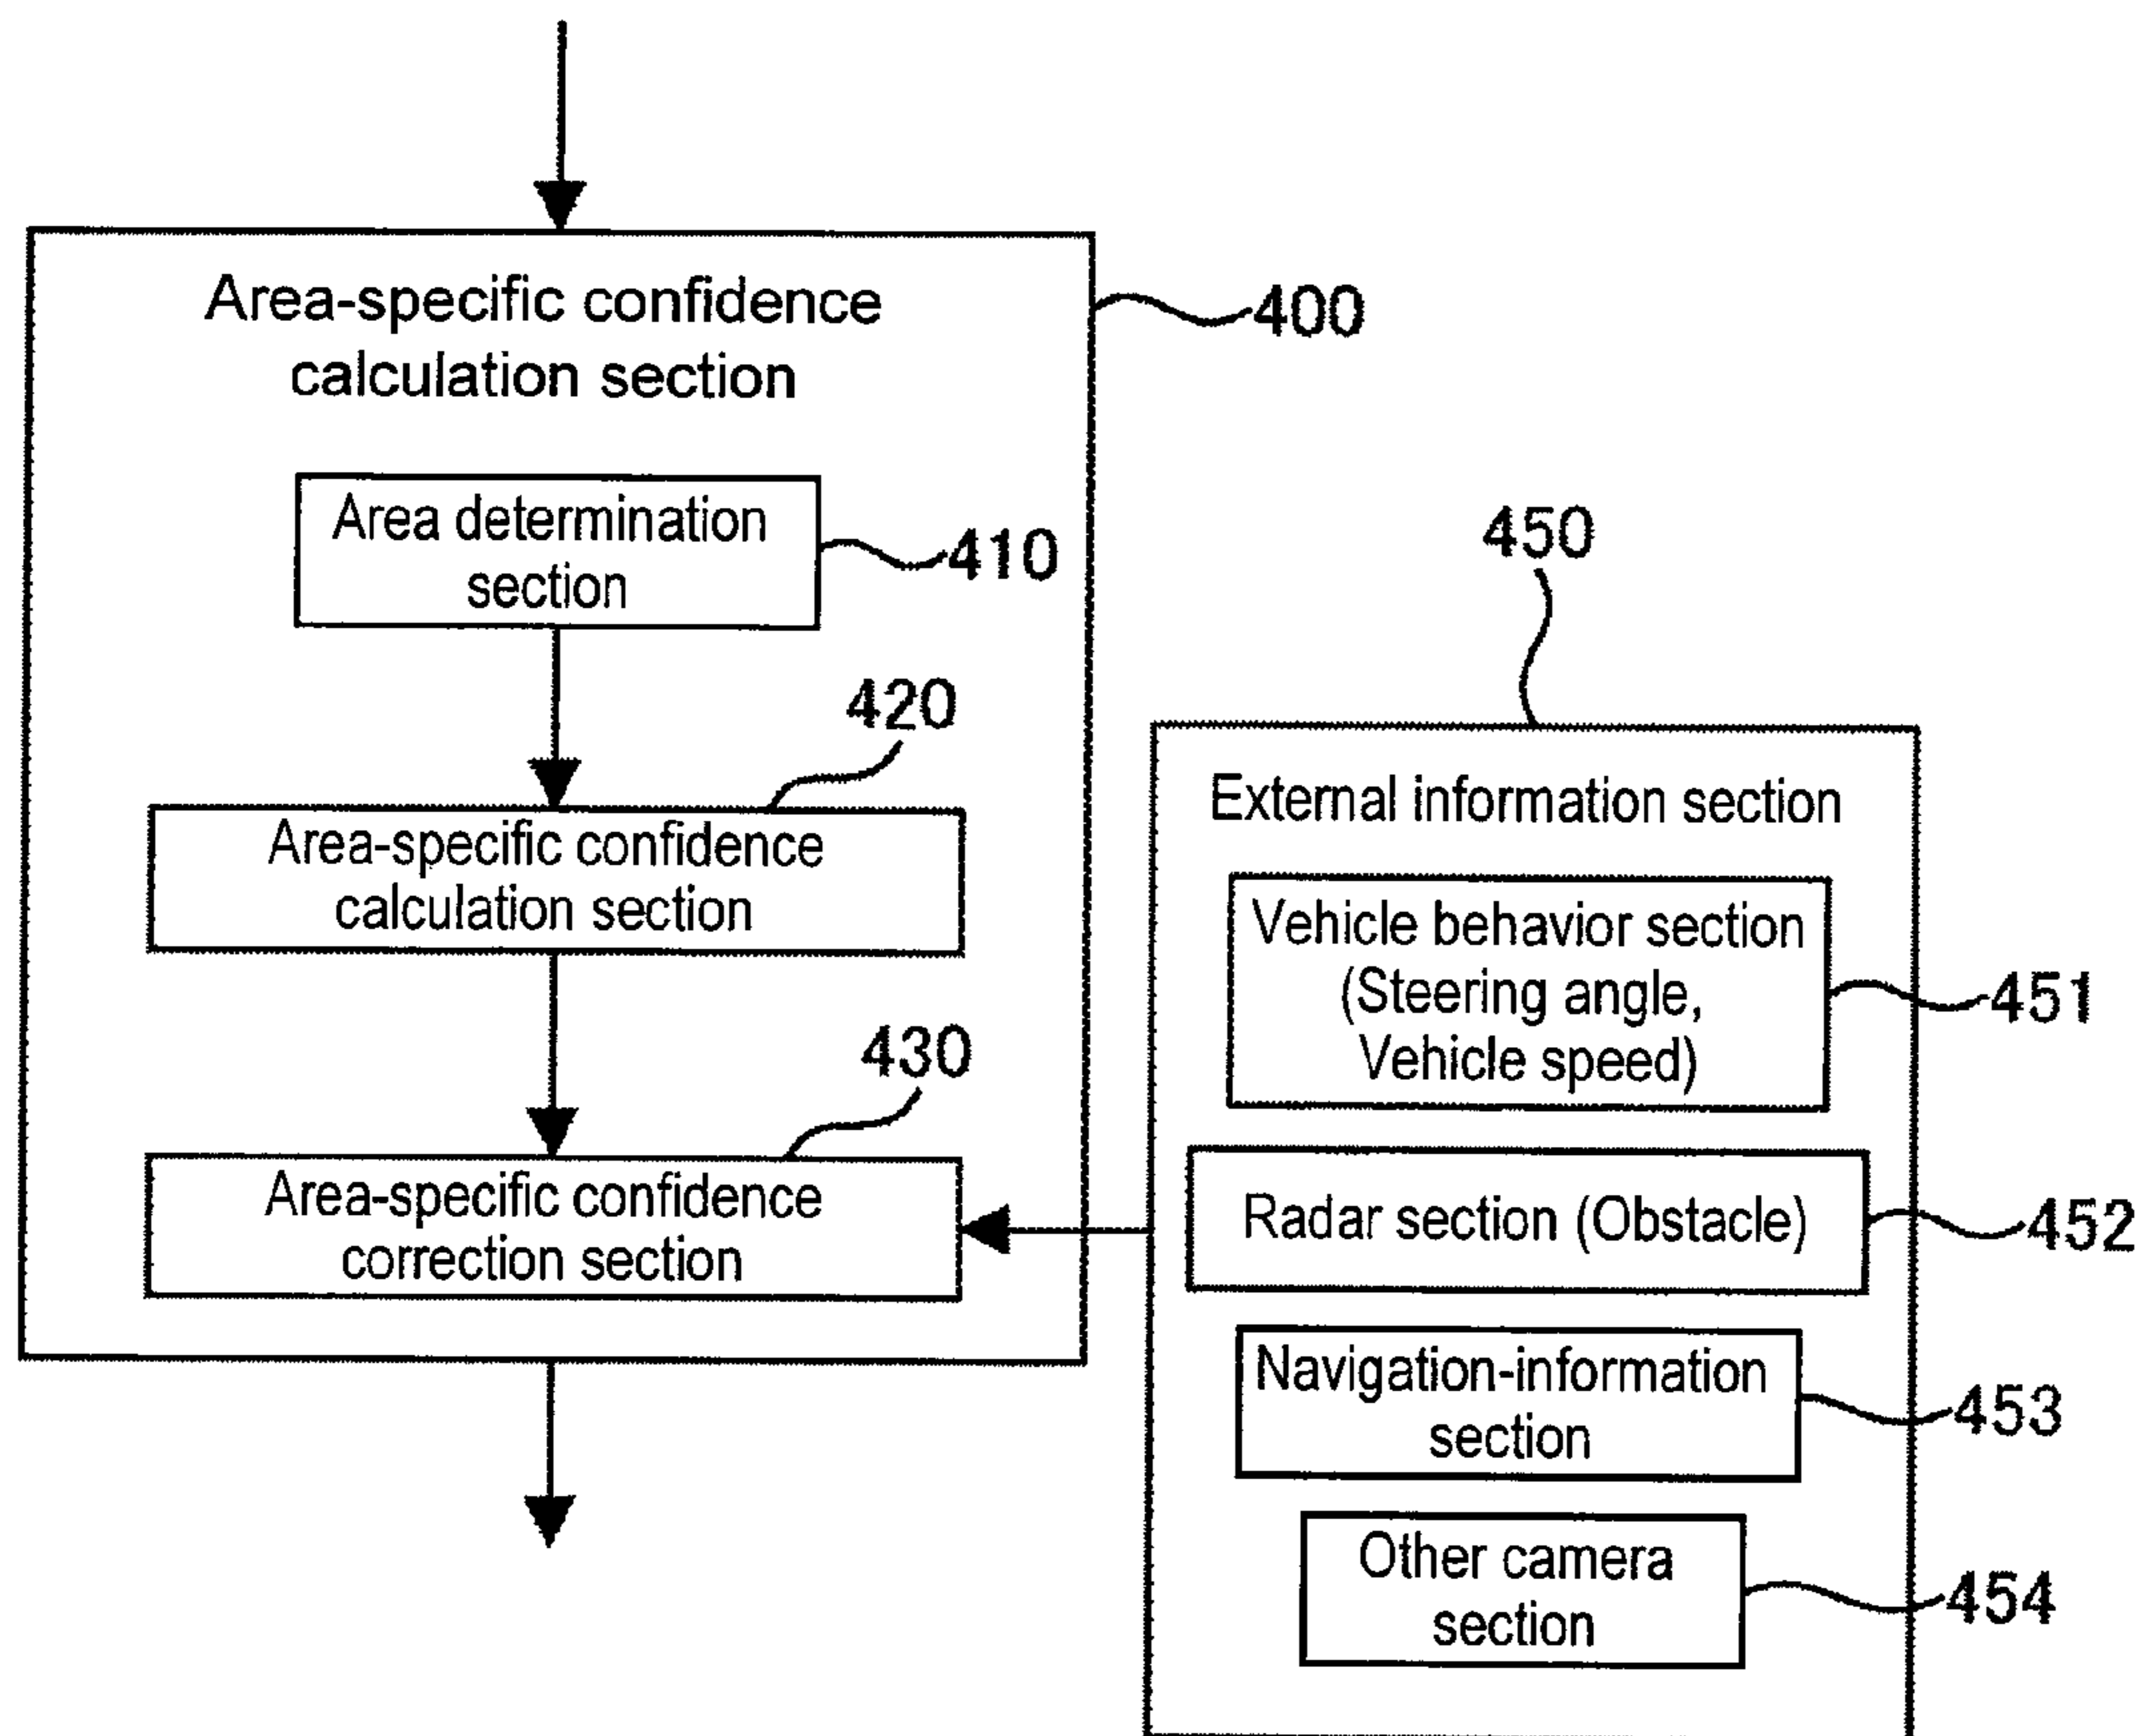 Area-specific confidence
calculation section
400
Area determination
section
410
420
Area-specific confidence
calculation section
430
Area-specific confidence
correction section
450
External information section
Vehicle behavior section
(Steering angle,
Vehicle speed)
451
Radar section (Obstacle)
452
Navigation-information
section
453
Other camera
section
454